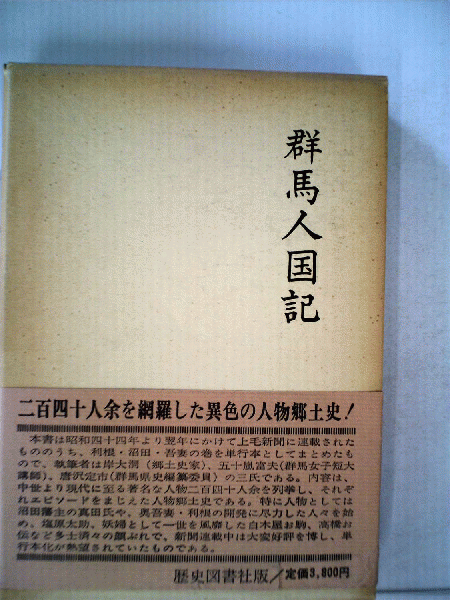 群馬人国記
二百四十人余を網羅した異色の人物郷土史！
本書は昭和四十四年より翌年にかけて上毛新聞に連載された
もののうち、利根・沼田・吾妻の巻を単行本としてまとめたも
ので、執筆者は岸大洞（郷土史家）、五十嵐富夫（群馬女子短大
講師）、唐沢定市（群馬県史編纂委員）の三氏である。内容は、
中世より現代に至る著名な人物二百四十人余を列挙し、それぞ
れエピソードをまじえた人物郷土史である。特に人物としては
沼田藩主の真田氏や、奥吾妻・利根の開発に尽力した人々を始
め、塩原太助、妖婦として一世を風靡した白木屋お駒、高橋お
伝など多士済々の顔ぶれで、新聞連載中は大変好評を博し、単
行本化が熱望されていたものである。
歴史図書社版／定価3,800円